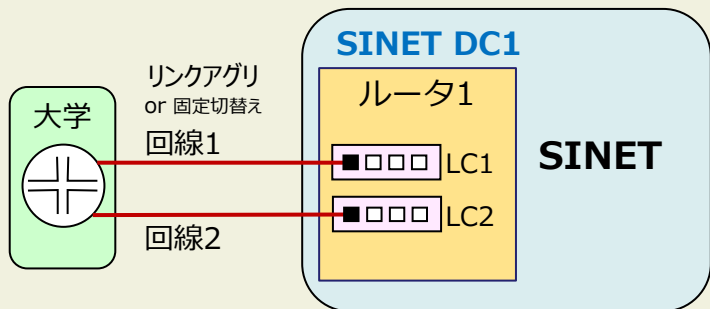 SINET DC1
リンクアグリ
or 固定切替え
ルータ1
大学
回線1
LC1
SINET
LC2
回線2